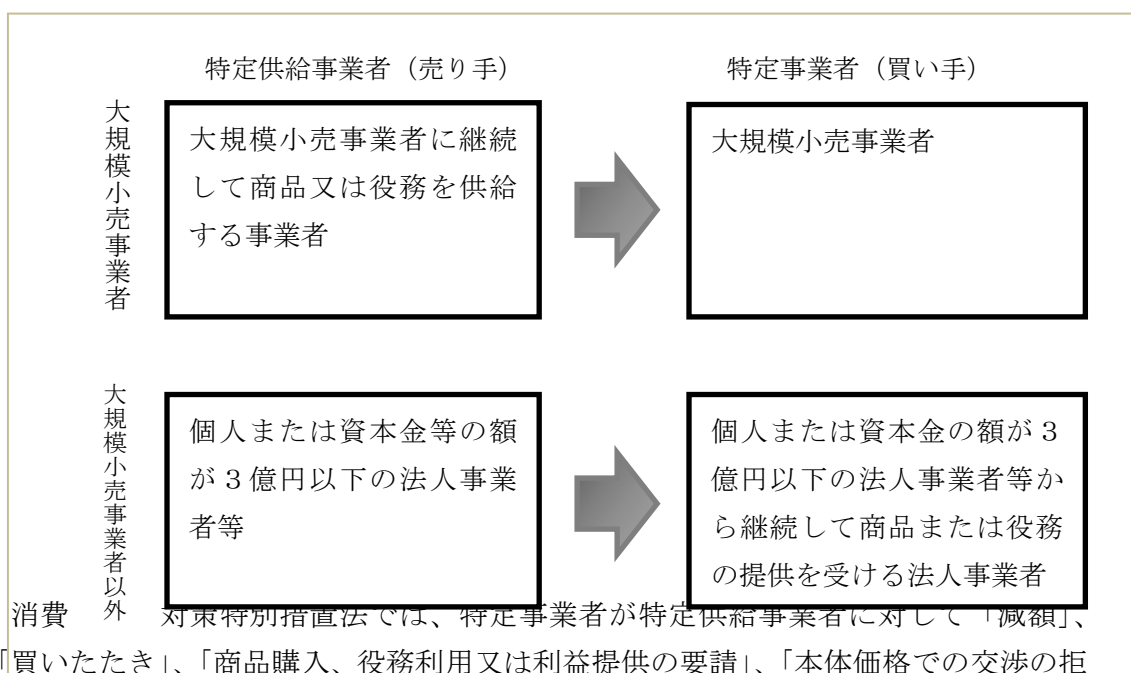 特定供給事業者（売り手）
特定事業者（買い手）
大規模小売事業者
大規模小売事業者に継続
して商品又は役務を供給
する事業者
大規模小売事業者
大規模小売事業者以外
個人または資本金等の額
が３億円以下の法人事業
者等
個人または資本金の額が３
億円以下の法人事業者等か
ら継続して商品または役務
の提供を受ける法人事業者
消費 対策特別措置法では、特定事業者が特定供給事業者に対して「減額」、
「買いたたき」、「商品購入、役務利用又は利益提供の要請」、「本体価格での交渉の拒